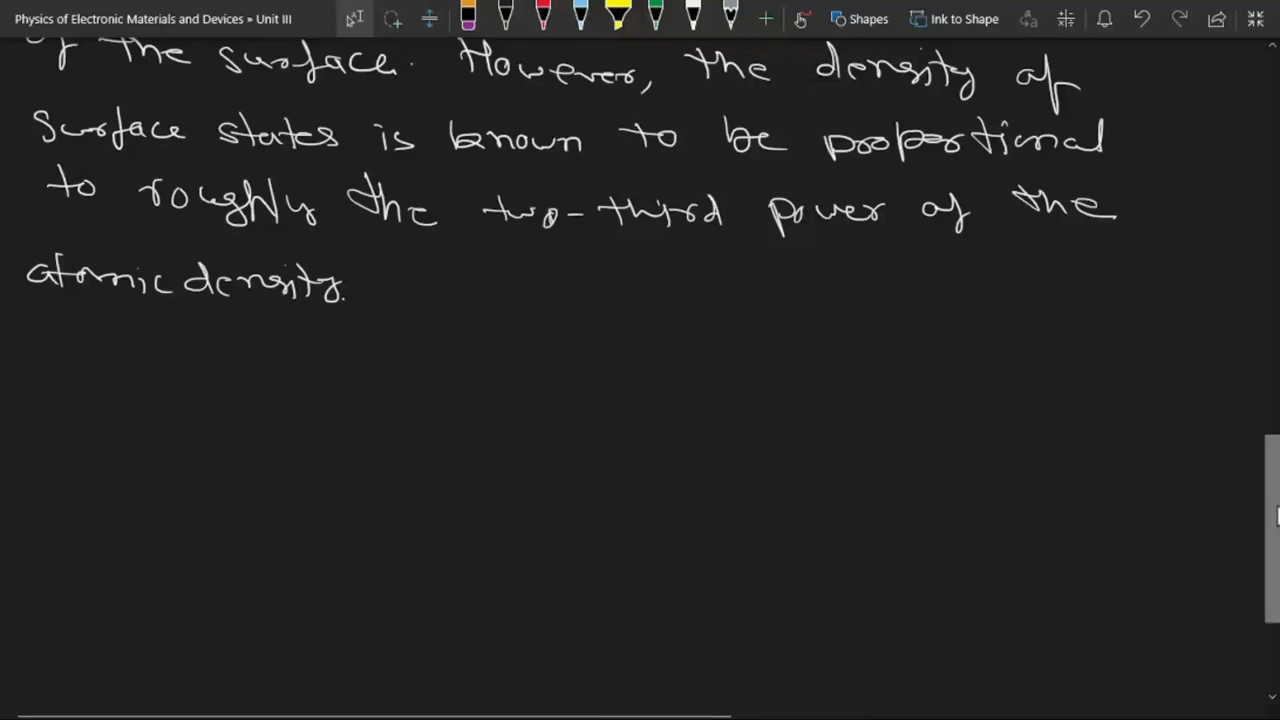 Physics of Electronic Materials and Devices » Unit III
Shapes
Ink to Shape
of the surface. However, the density of
surface states is known to be proportional
to roughly the two-third power of the
atomic density.